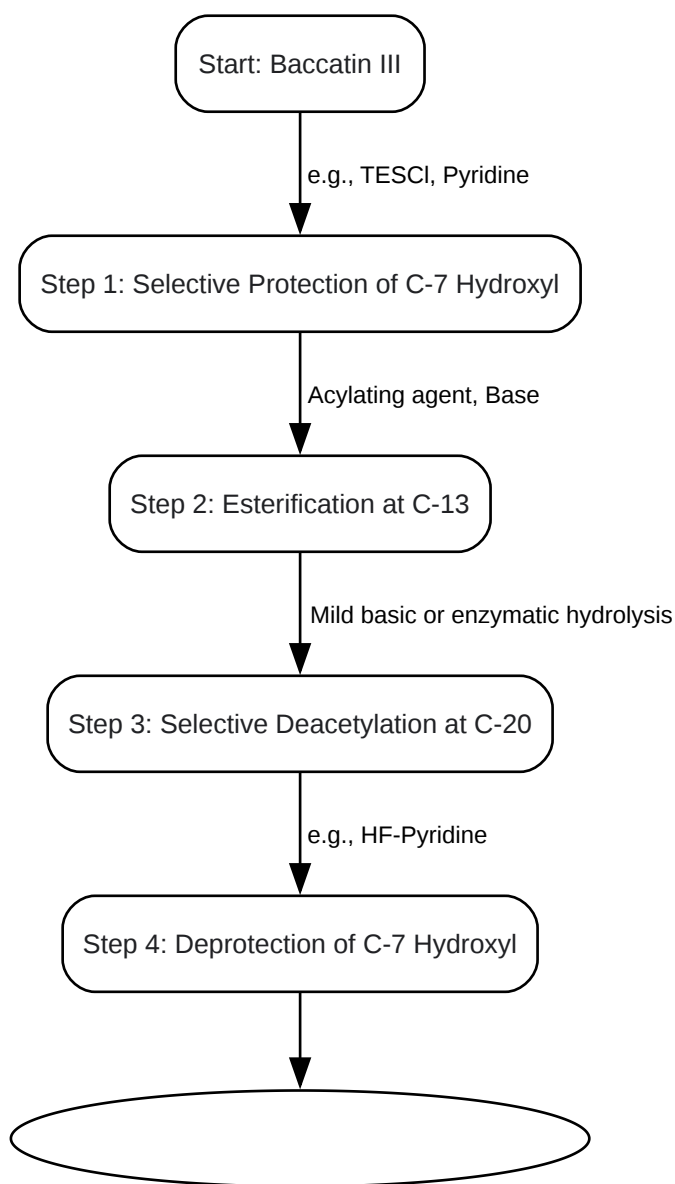 Start: Baccatin III
e.g., TESCl, Pyridine
Step 1: Selective Protection of C-7 Hydroxyl
Acylating agent, Base
Step 2: Esterification at C-13
Mild basic or enzymatic hydrolysis
Step 3: Selective Deacetylation at C-20
e.g., HF-Pyridine
Step 4: Deprotection of C-7 Hydroxyl